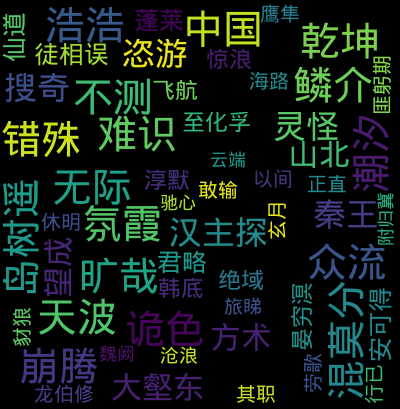 仙道
浩浩
蓬莱
中国
鹰隼
乾坤
徒相误
恣游
惊浪
搜奇
不测
飞航
海路
鳞介
匪躬期
错殊
难识
至化孚
灵怪
山北
潮汐
云端
无际
淳默
敢输
以间
正直
岛树遥
驰心
休明
氛霞
汉主探
玄月
秦王
附归冀
望成
旷哉
君略
韩底
绝域
众流
旅睇
天波
豺狼
诡色
方术
晏穷溟
混莫分
安可得
崩腾
魏阙
沧浪
劳歌
行已
龙伯修
大壑东
其职